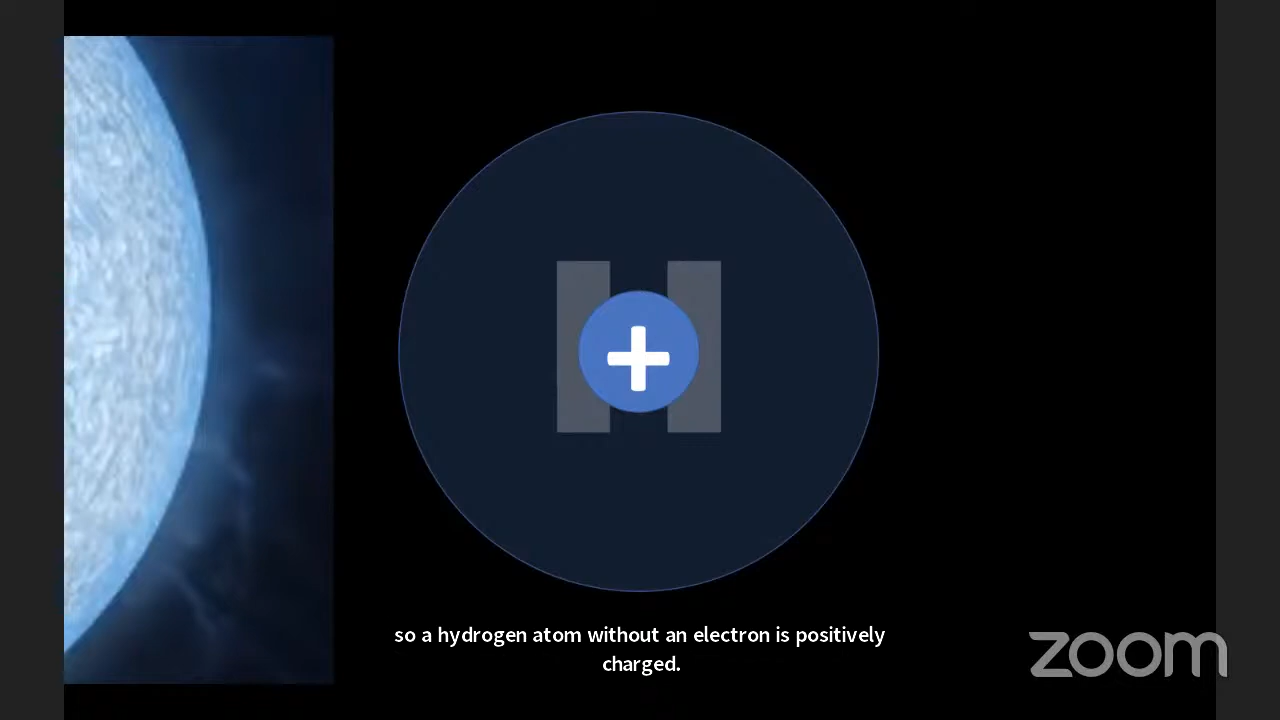 H
+
so a hydrogen atom without an electron is positively
charged.
zoom